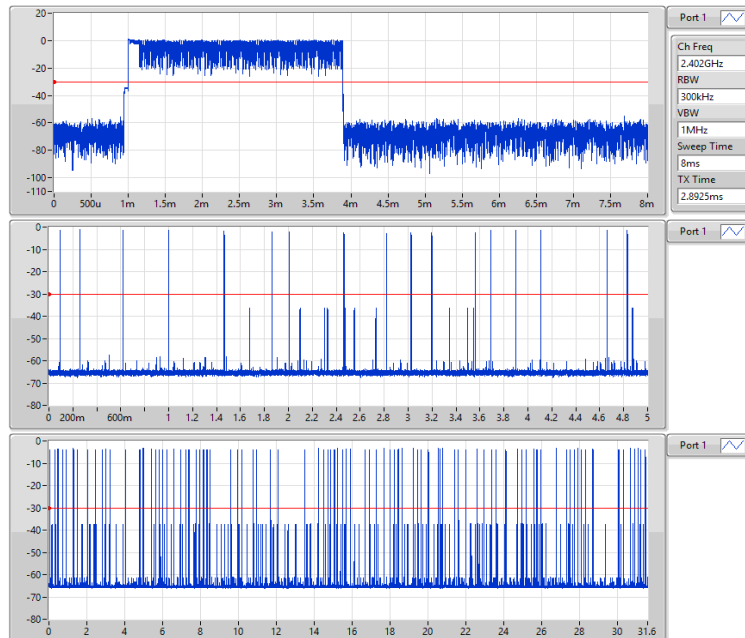 Port 1
20
0
-20
-40
-60
-80
-100
-110
0 500u 1m 1.5m 2m 2.5m 3m 3.5m 4m 4.5m 5m 5.5m 6m 6.5m 7m 7.5m 8m
Ch Freq
2.402GHz
RBW
300kHz
VBW
1MHz
Sweep Time
8ms
TX Time
2.8925ms
Port 1
0
-10
-20
-30
-40
-50
-60
-70
-80
0 200m 600m 1 1.2 1.4 1.6 1.8 2 2.2 2.4 2.6 2.8 3 3.2 3.4 3.6 3.8 4 4.2 4.4 4.6 4.8 5
Port 1
0
-10
-20
-30
-40
-50
-60
-70
-80
0 2 4 6 8 10 12 14 16 18 20 22 24 26 28 31.6